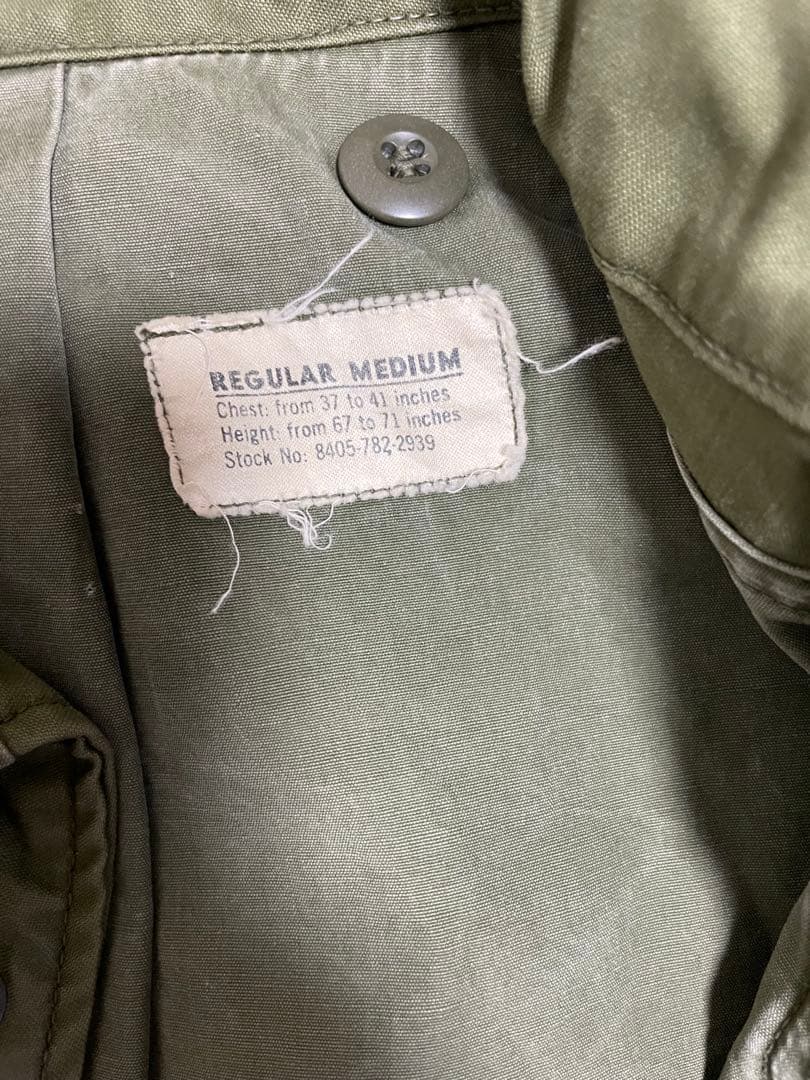 REGULAR MEDIUM
Chest: from 37 to 41 inches
Height: from 67 to 71 inches
Stock No: 8405-782-2939